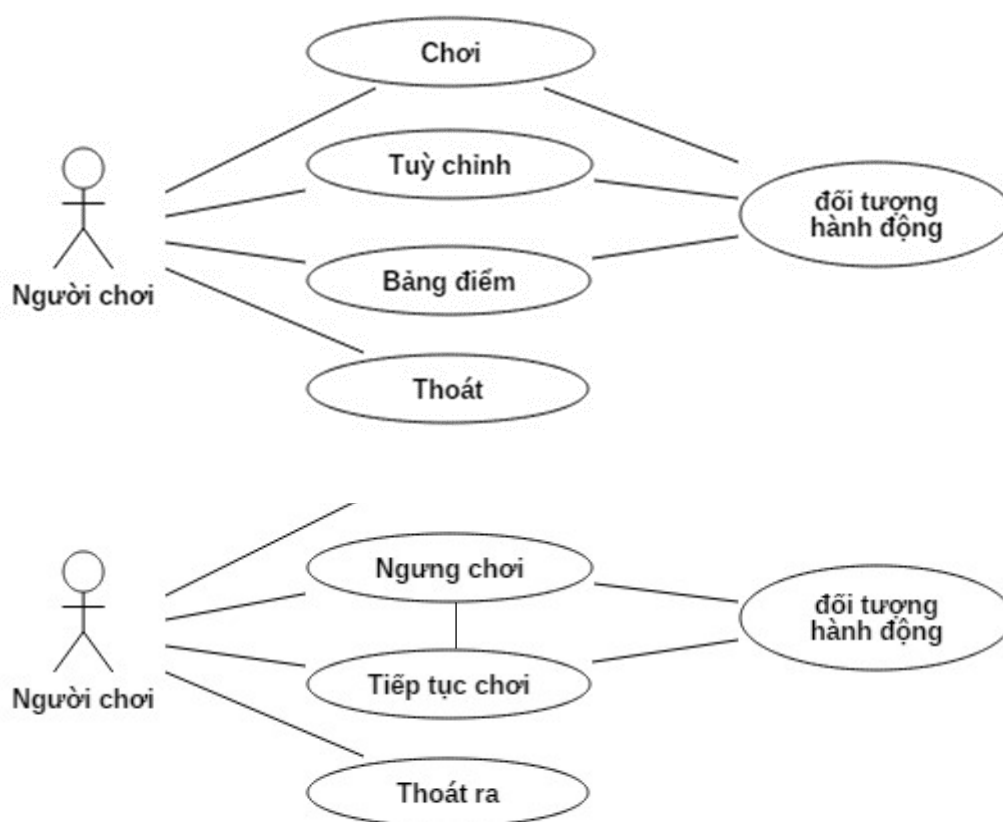 Chơi
Tuỳ chỉnh
đối tượng
hành động
Bảng điểm
Người chơi
Thoát
Ngưng chơi
đối tượng
hành động
Tiếp tục chơi
Người chơi
Thoát ra